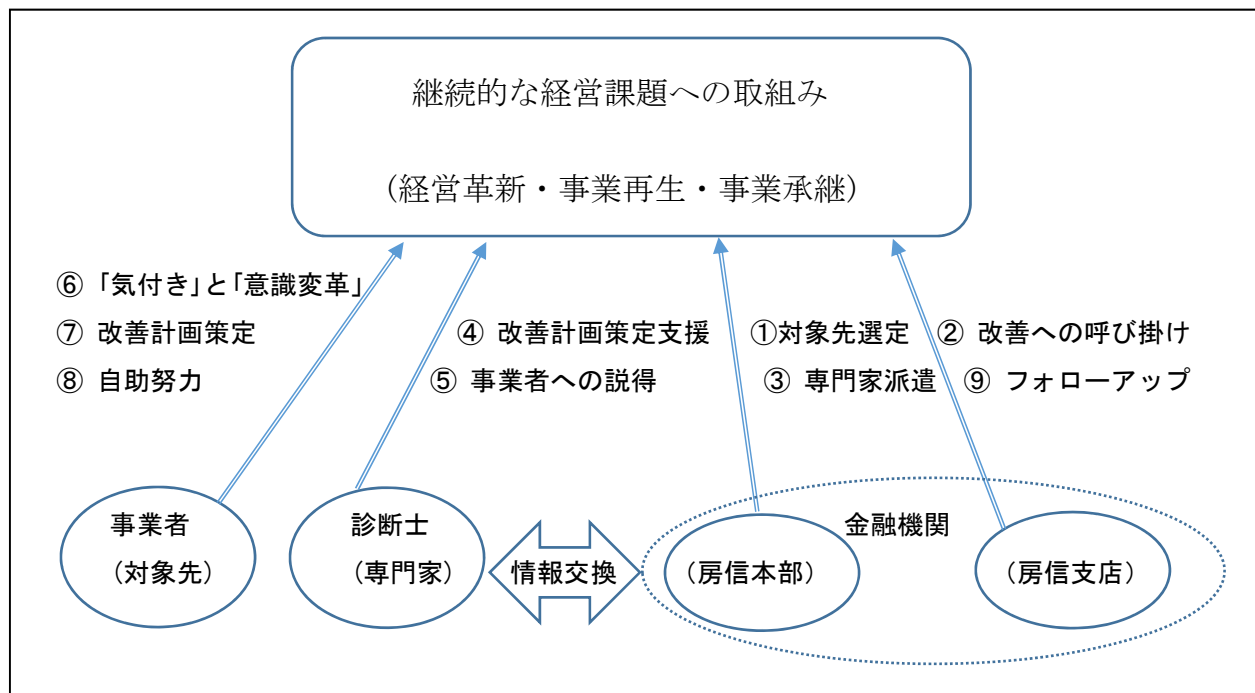 継続的な経営課題への取組み
（経営革新・事業再生・事業承継）
⑥ 「気付き」と「意識変革」
⑦ 改善計画策定
⑧ 自助努力
④ 改善計画策定支援
⑤ 事業者への説得
①対象先選定
③ 専門家派遣
② 改善への呼び掛け
⑨ フォローアップ
事業者
（対象先）
診断士
（専門家）
情報交換
金融機関
（房信本部）
（房信支店）